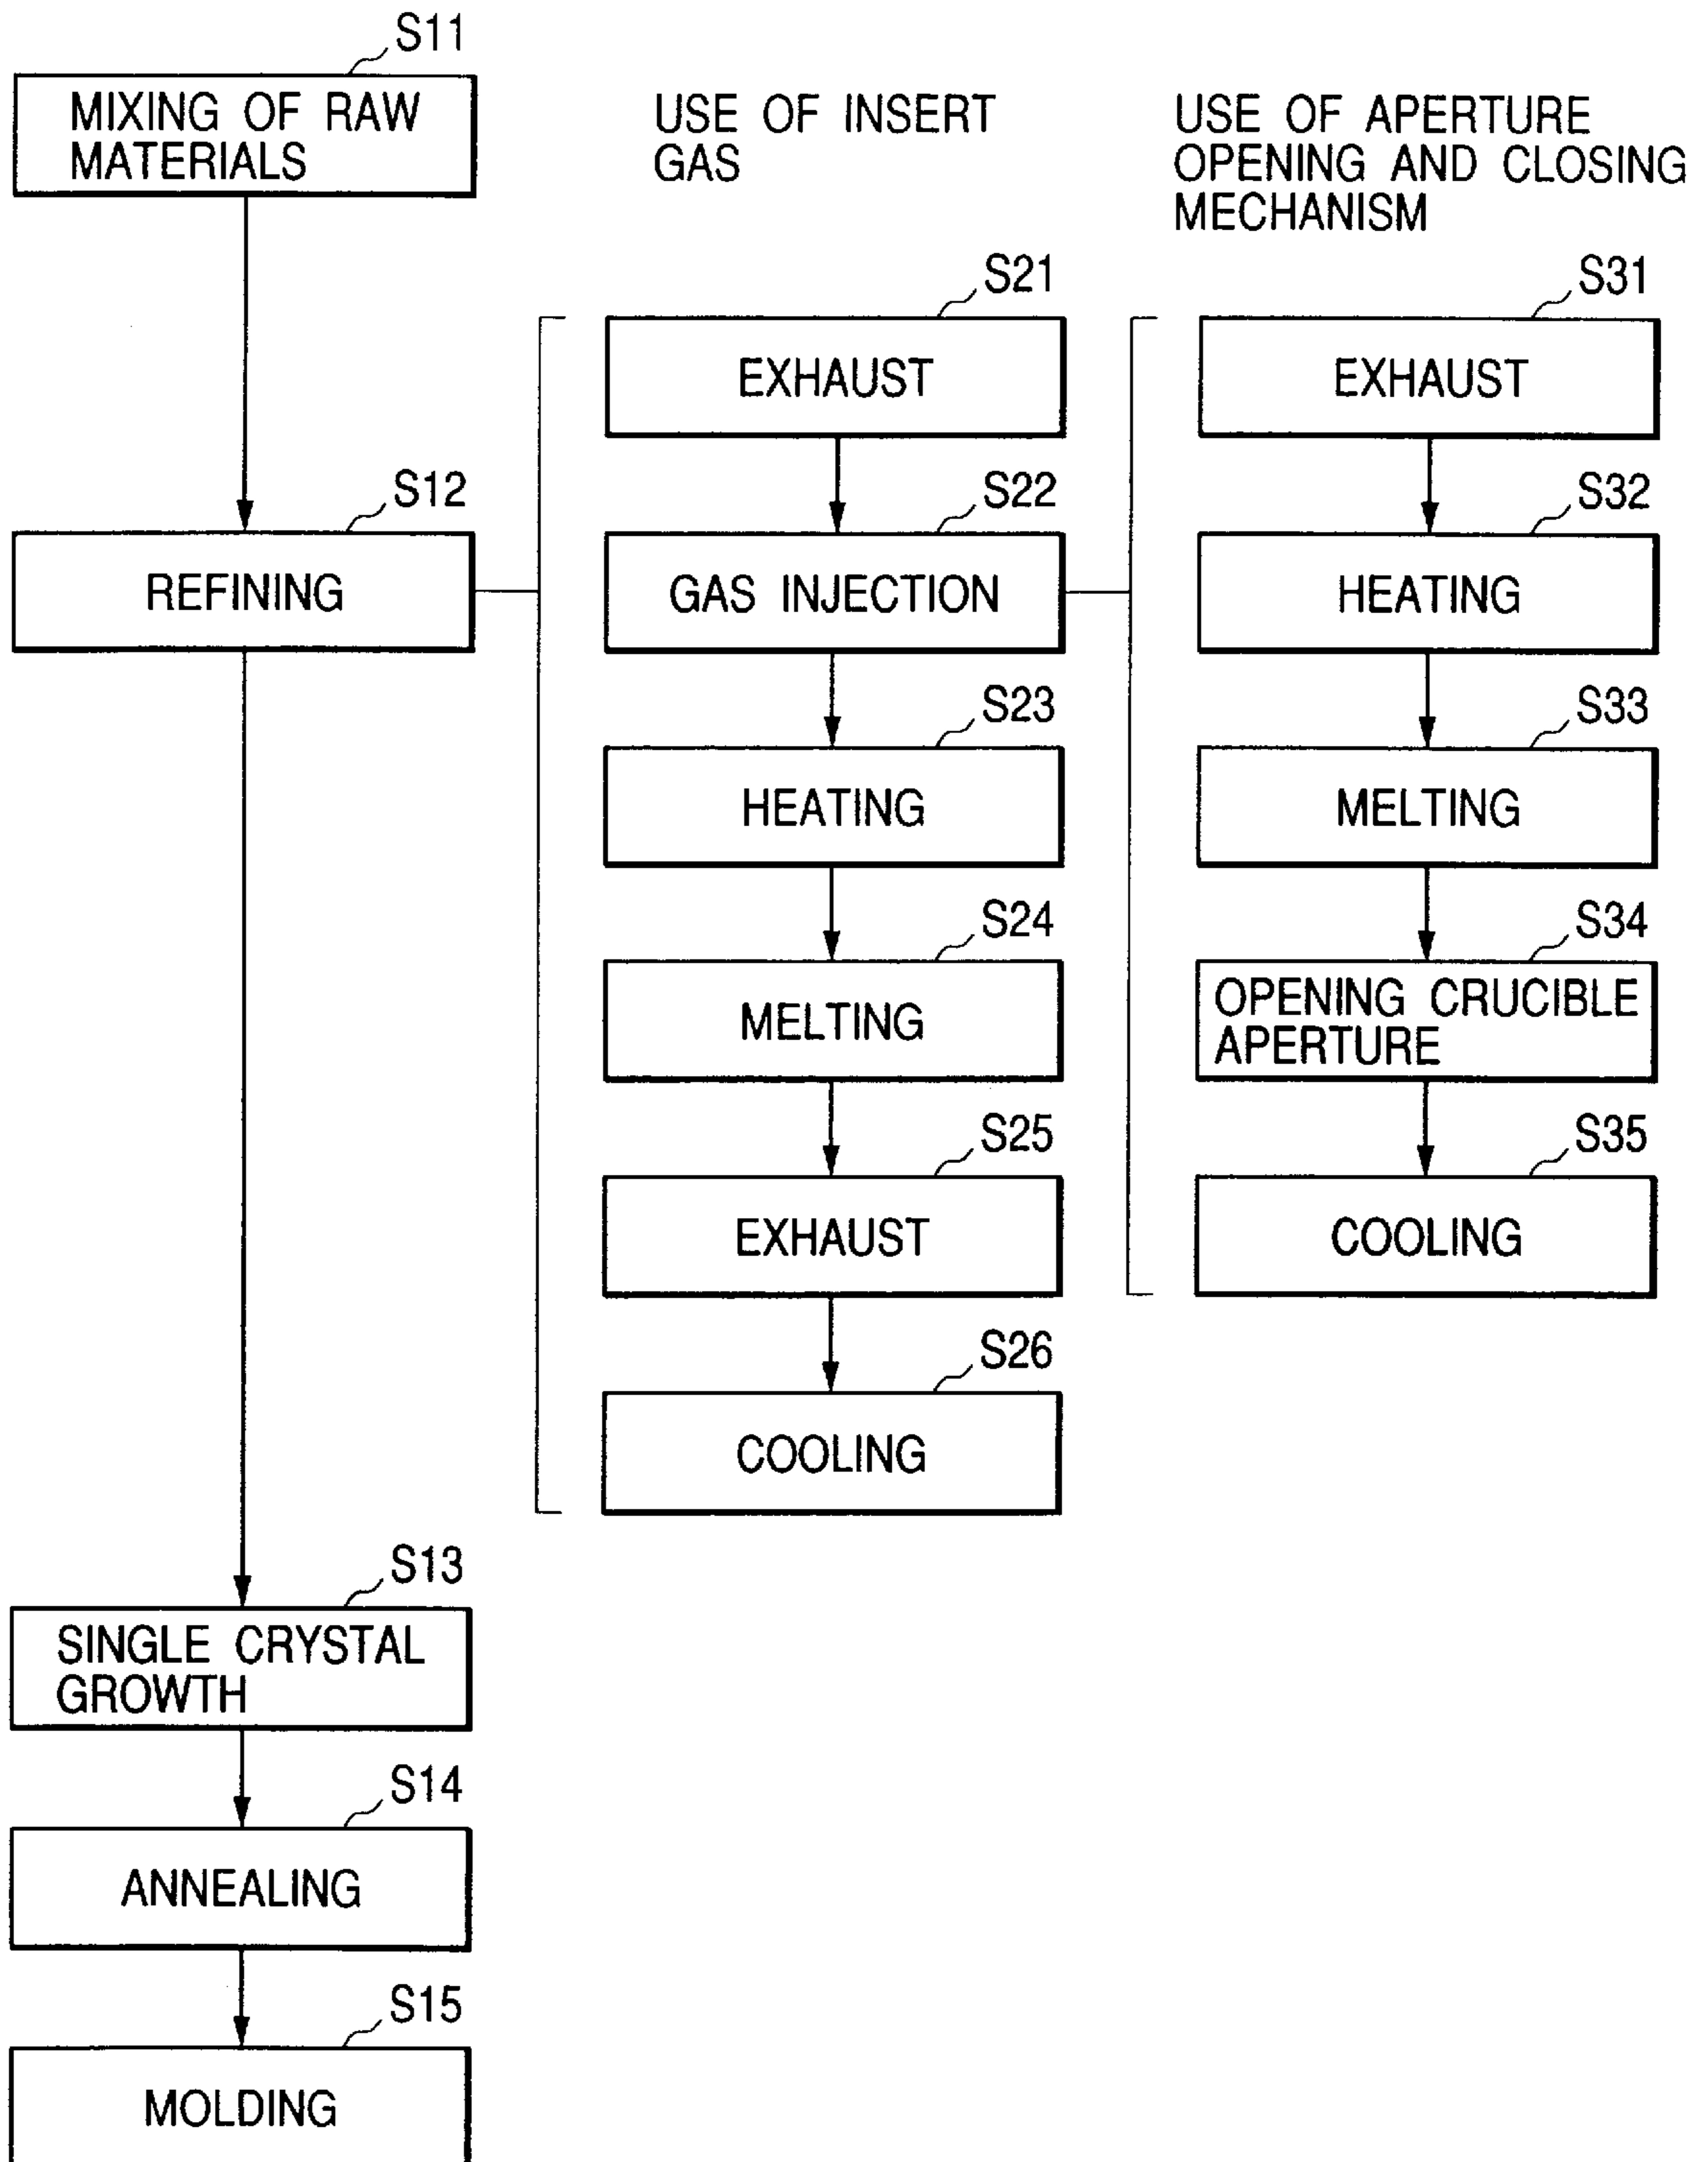 S11
MIXING OF RAW
MATERIALS
S12
REFINING
S13
SINGLE CRYSTAL
GROWTH
S14
ANNEALING
S15
MOLDING
USE OF INSERT
GAS
S21
EXHAUST
S22
GAS INJECTION
S23
HEATING
S24
MELTING
S25
EXHAUST
S26
COOLING
USE OF APERTURE
OPENING AND CLOSING
MECHANISM
S31
EXHAUST
S32
HEATING
S33
MELTING
S34
OPENING CRUCIBLE
APERTURE
S35
COOLING